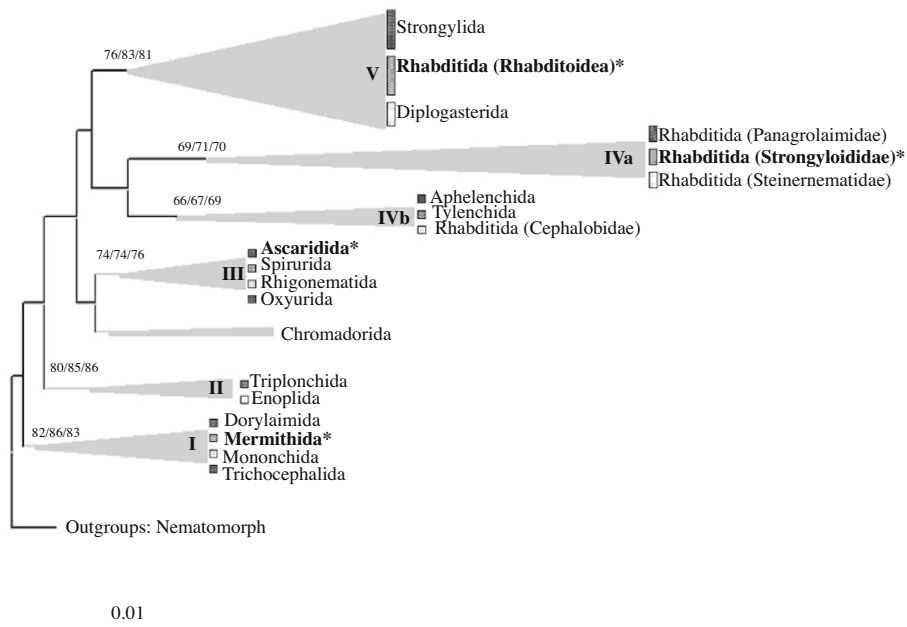 76/83/81
Strongylida
V
Rhabditida (Rhabditoidea)*
Diplogasterida
69/71/70
IVa
Rhabditida (Panagrolaimidae)
Rhabditida (Strongyloididae)*
Rhabditida (Steinernematidae)
66/67/69
IVb
Aphelenchida
Tylenchida
Rhabditida (Cephalobidae)
74/74/76
III
Ascaridida*
Spirurida
Rhigonematida
Oxyurida
Chromadorida
80/85/86
II
Triplonchida
Enoplida
82/86/83
I
Dorylaimida
Mermithida*
Mononchida
Trichocephalida
Outgroups: Nematomorph
0.01